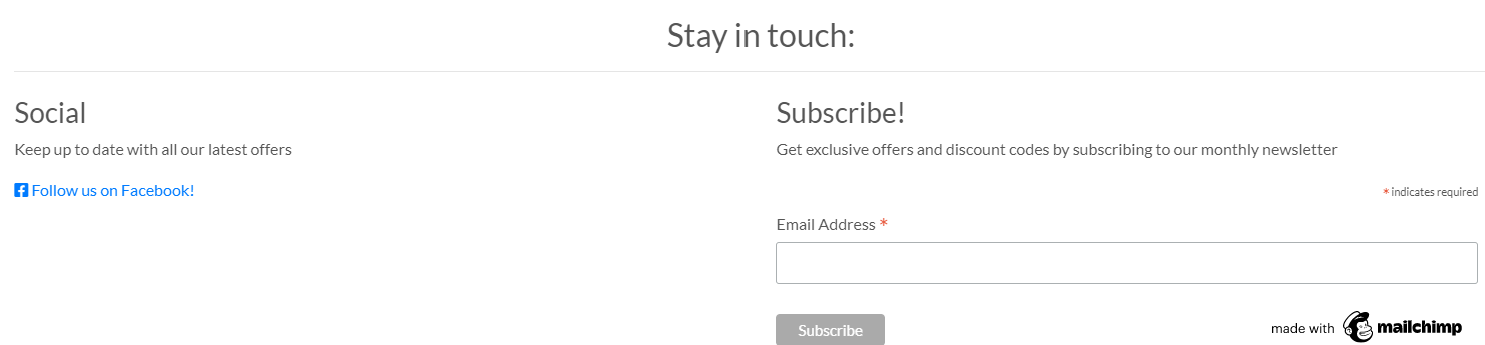 Stay in touch:
Social
Keep up to date with all our latest offers
Follow us on Facebook!
Subscribe!
Get exclusive offers and discount codes by subscribing to our monthly newsletter
* indicates required
Email Address *
Subscribe
made with mailchimp